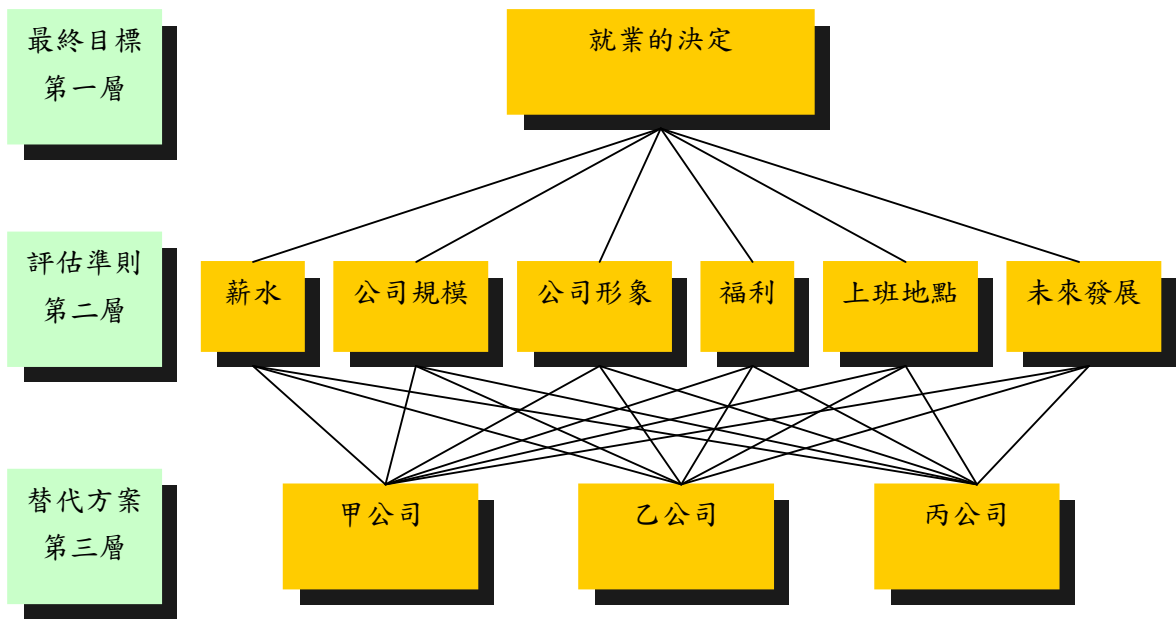 最終目標
第一層
就業的決定
評估準則
第二層
薪水
公司規模
公司形象
福利
上班地點
未來發展
替代方案
第三層
甲公司
乙公司
丙公司